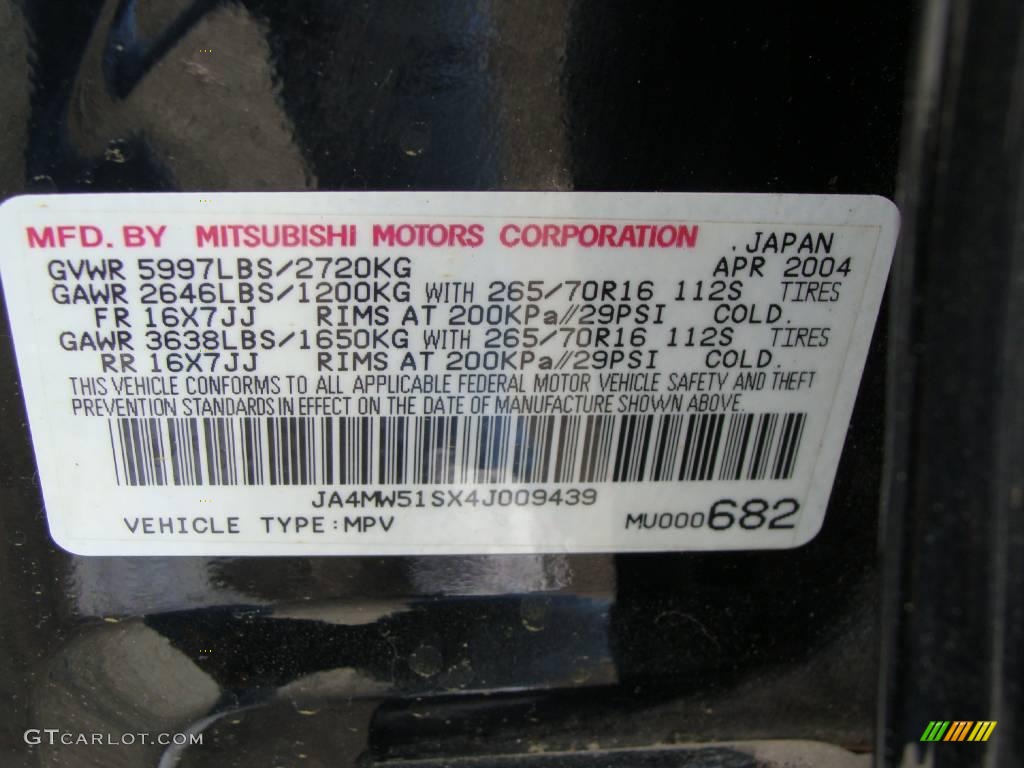 MFD. BY MITSUBISHI MOTORS CORPORATION . JAPAN
GVWR 5997LBS/2720KG APR 2004
GAWR 2646LBS/1200KG WITH 265/70R16 112S TIRES
FR 16X7JJ RIMS AT 200KPa//29PSI COLD.
GAWR 3638LBS/1650KG WITH 265/70R16 112S TIRES
RR 16X7JJ RIMS AT 200KPa//29PSI COLD.
THIS VEHICLE CONFORMS TO ALL APPLICABLE FEDERAL MOTOR VEHICLE SAFETY AND THEFT
PREVENTION STANDARDS IN EFFECT ON THE DATE OF MANUFACTURE SHOWN ABOVE.
JA4MW51SX4J009439
VEHICLE TYPE:MPV MU000682
GTCARLOT.COM